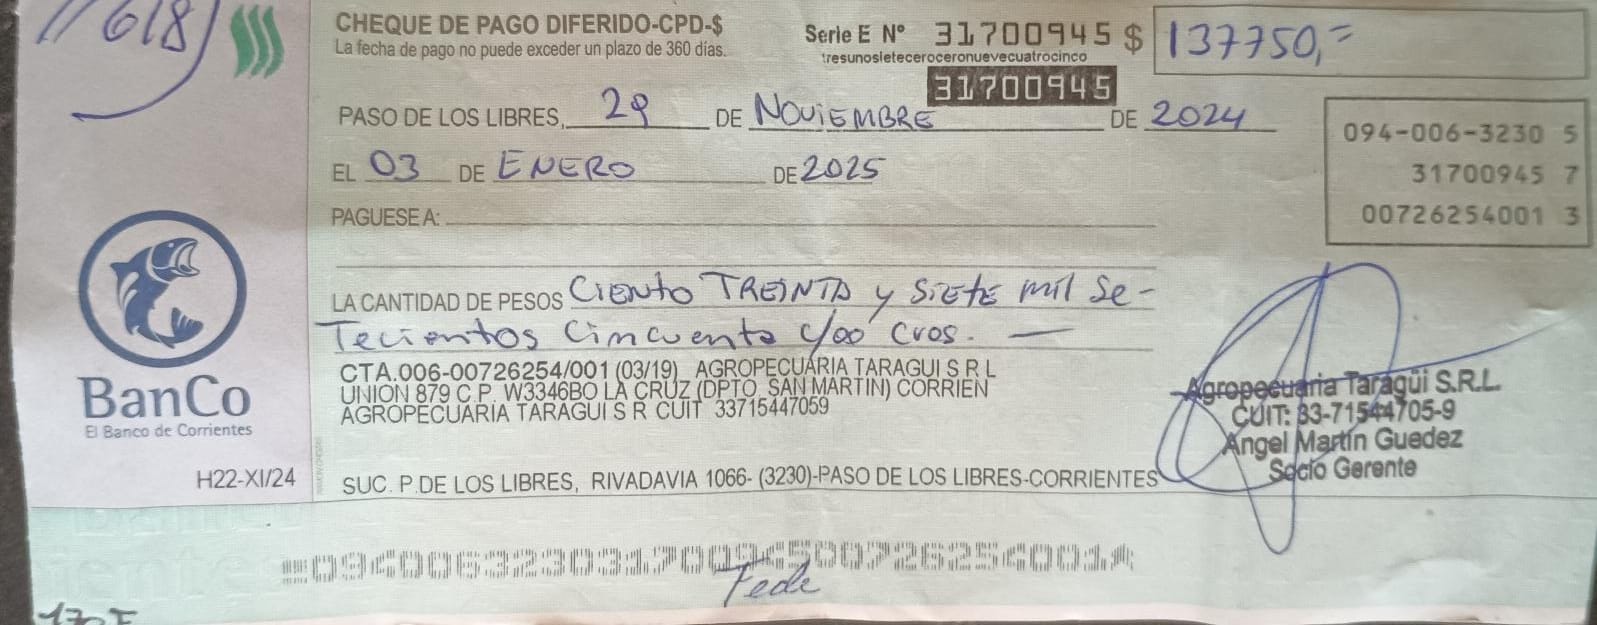 11618
CHEQUE DE PAGO DIFERIDO-CPD-$
La fecha de pago no puede exceder un plazo de 360 días.
Serie E Nº 31700945 $ 137750,=
tresunosieteceroceronuevecuatrocinco
31700945
PASO DE LOS LIBRES, 29 DE NOViEMBRE DE 2024
EL 03 DE ENERO DE 2025
PAGUESE A:
094-006-3230 5
31700945 7
00726254001 3
LA CANTIDAD DE PESOS Ciento TREINTA y Siete mil Se-
Tecientos Cincuenta c/00 cvos. —
CTA.006-00726254/001 (03/19) AGROPECUARIA TARAGUI S R L
UNION 879 C.P. W3346BO LA CRUZ (DPTO. SAN MARTIN) CORRIEN
AGROPECUARIA TARAGUI S R CUIT 33715447059
Agropecuaria Taragüi S.R.L.
CUIT: 33-71544705-9
Angel Martín Guedez
Socio Gerente
BanCo
El Banco de Corrientes
H22-XI/24
SUC. P.DE LOS LIBRES, RIVADAVIA 1066- (3230)-PASO DE LOS LIBRES-CORRIENTES
09400632303170094500726254001
Fede